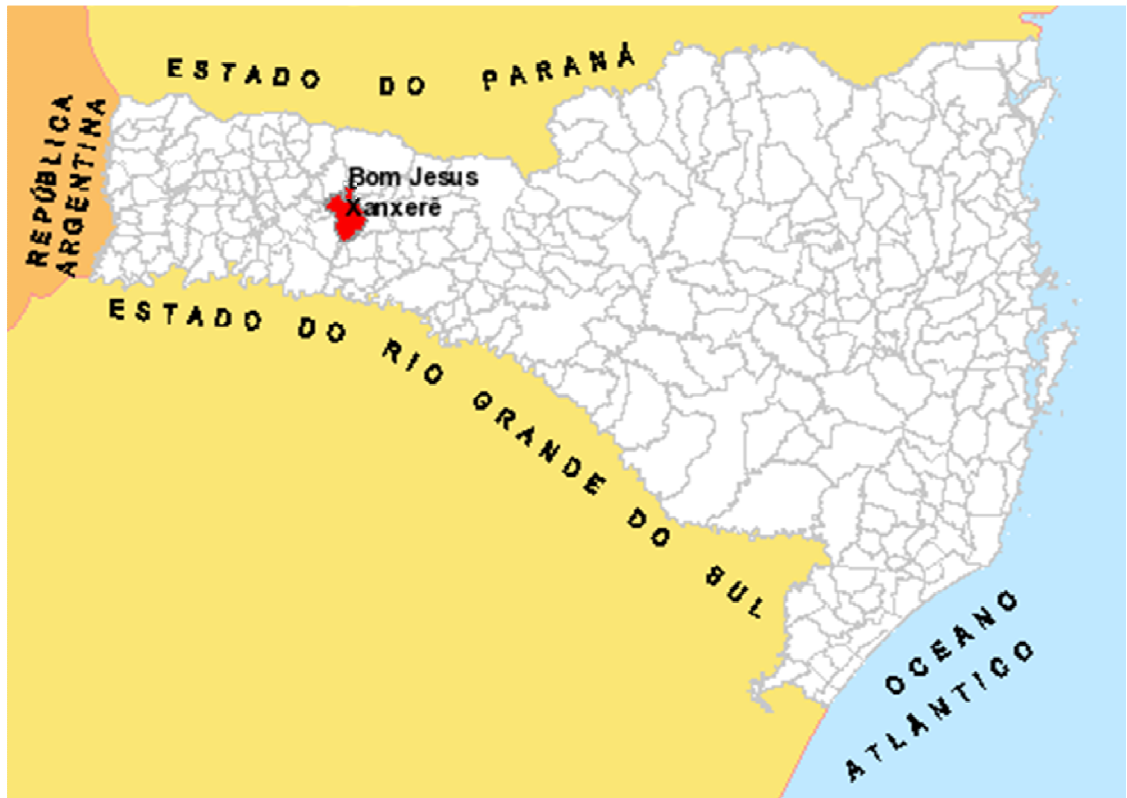 ESTADO DO PARANÁ
REPÚBLICA
ARGENTINA
Bom Jesus
Xanxerê
ESTADO DO RIO GRANDE DO SUL
OCEANO
ATLÂNTICO